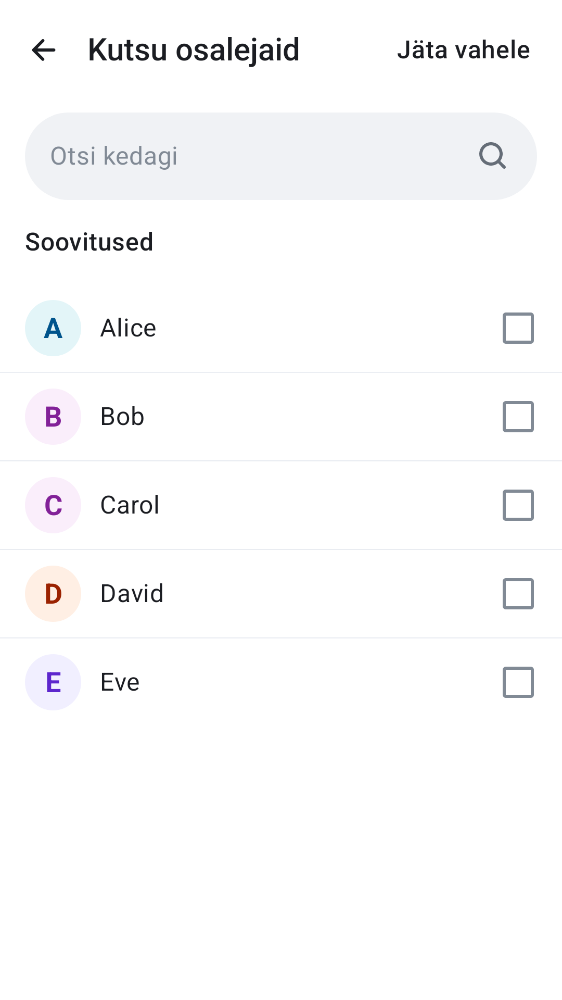 Kutsu osalejaid
Jäta vahele
Otsi kedagi
Soovitused
A Alice
B Bob
C Carol
D David
E Eve